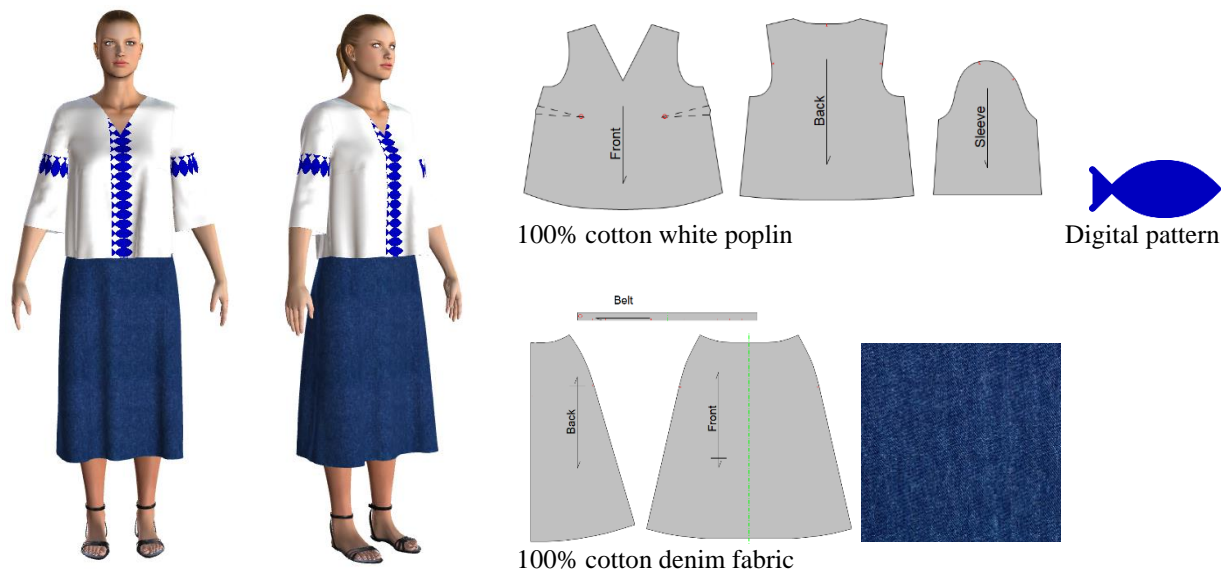 Front
Back
Sleeve
100% cotton white poplin
Digital pattern
Belt
Back
Front
100% cotton denim fabric